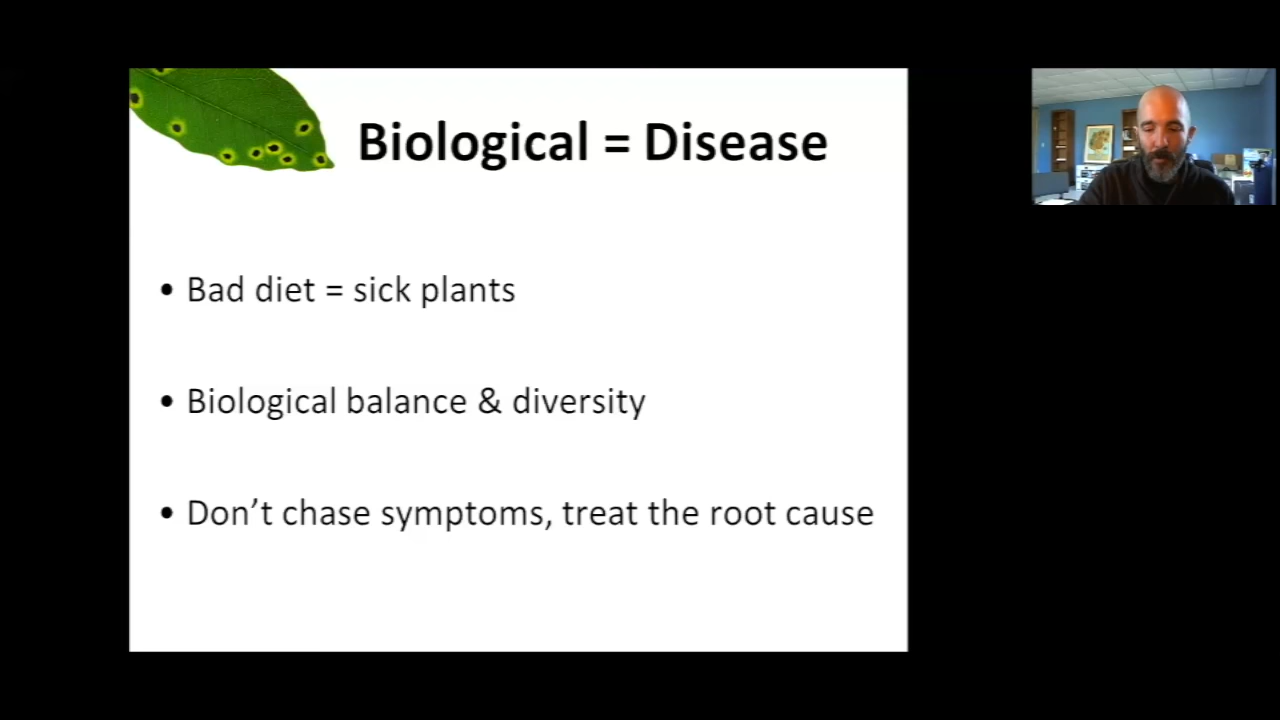 Biological = Disease
• Bad diet = sick plants
• Biological balance & diversity
• Don’t chase symptoms, treat the root cause